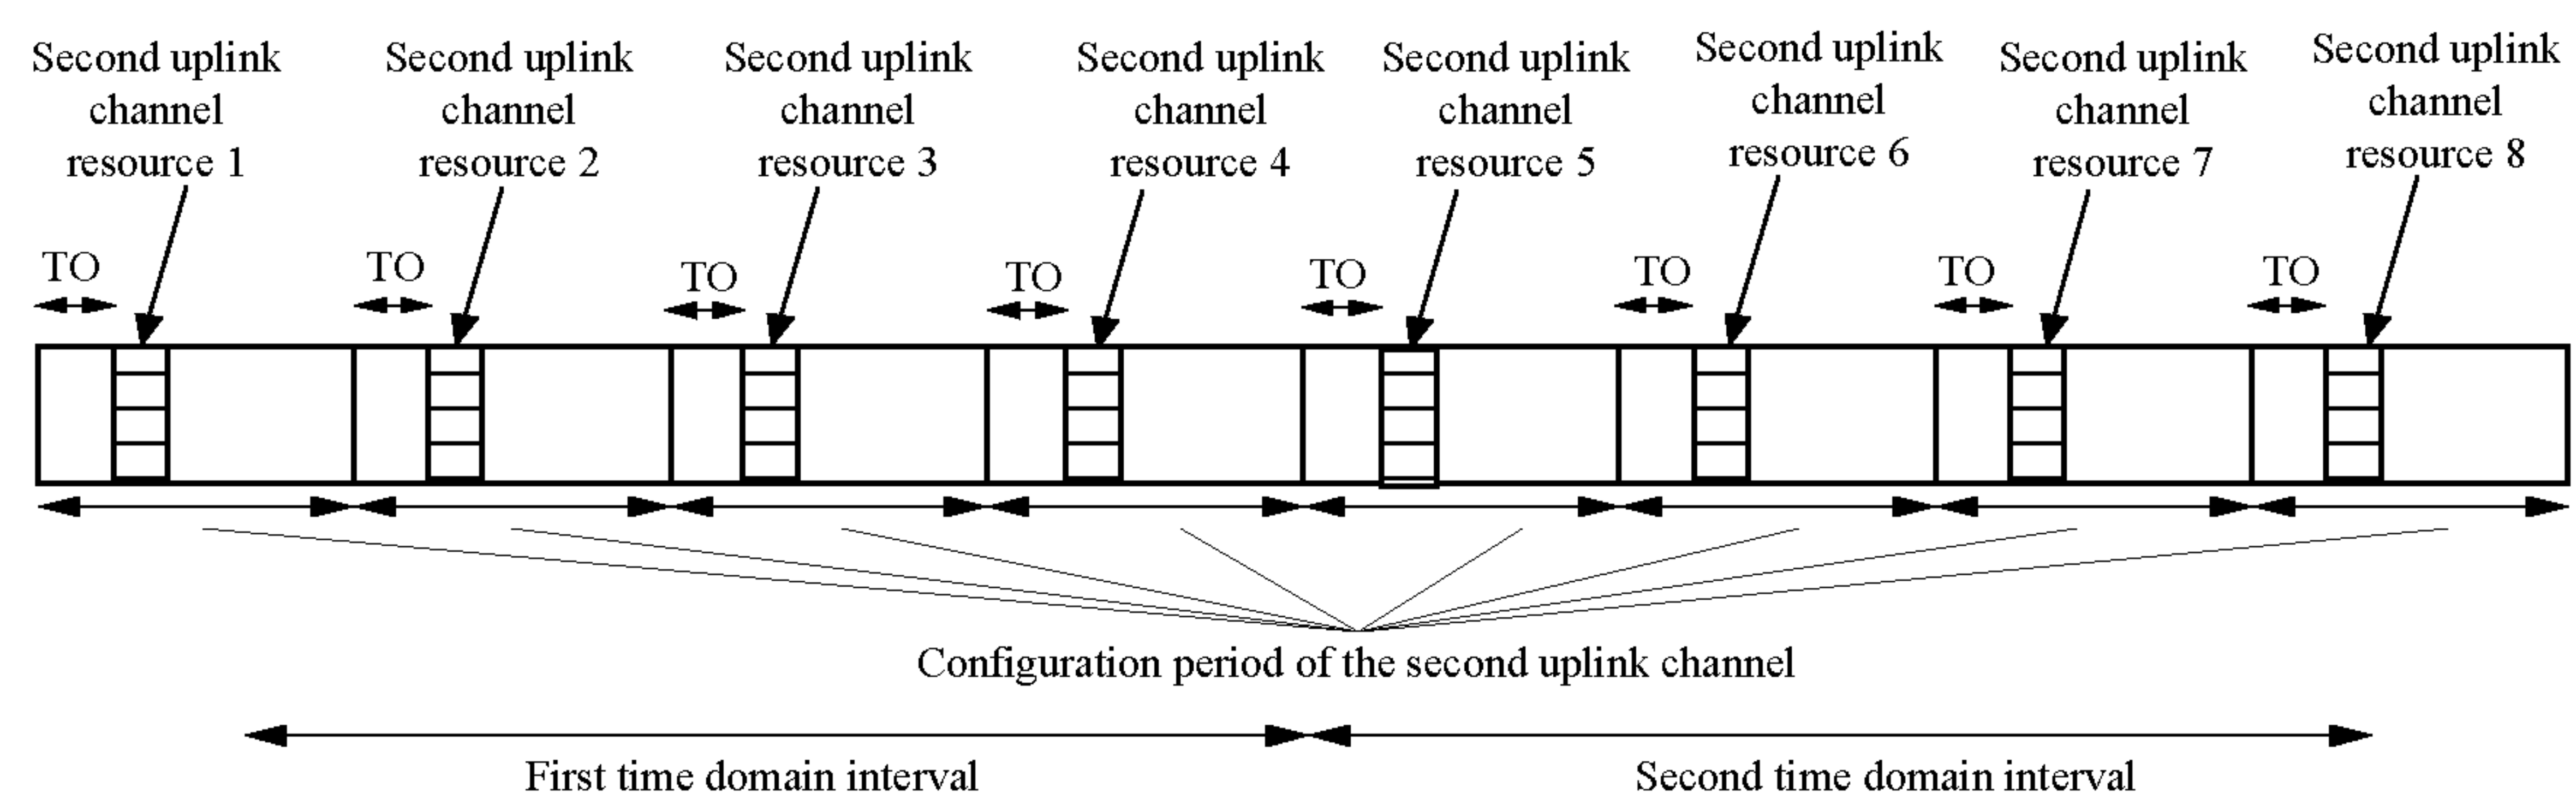 Second uplink
channel
resource 1
Second uplink
channel
resource 2
Second uplink
channel
resource 3
Second uplink
channel
resource 4
Second uplink
channel
resource 5
Second uplink
channel
resource 6
Second uplink
channel
resource 7
Second uplink
channel
resource 8
TO
TO
TO
TO
TO
TO
TO
TO
Configuration period of the second uplink channel
First time domain interval
Second time domain interval